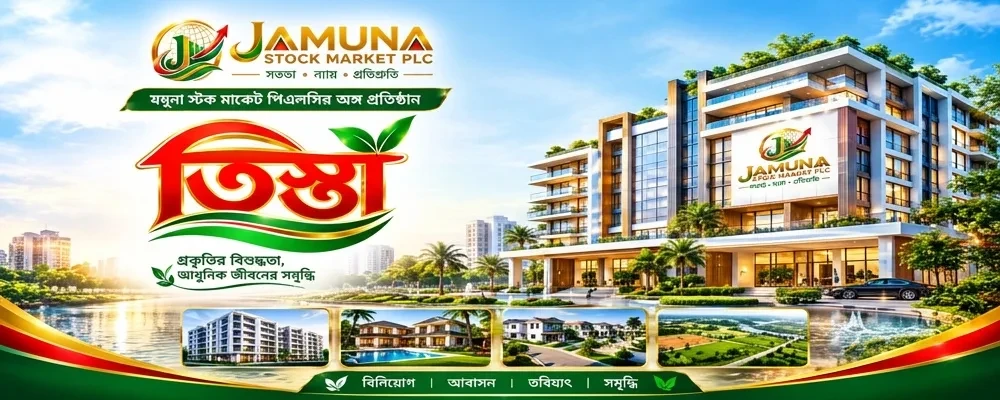 JAMUNA
STOCK MARKET PLC
সততা • ন্যায় • প্রতিশ্রুতি
যমুনা স্টক মার্কেট পিএলসির অঙ্গ প্রতিষ্ঠান
তিস্তা
প্রকৃতির বিশুদ্ধতা,
আধুনিক জীবনের সমৃদ্ধি
JAMUNA
বিনিয়োগ | আবাসন | ভবিষ্যৎ | সমৃদ্ধি